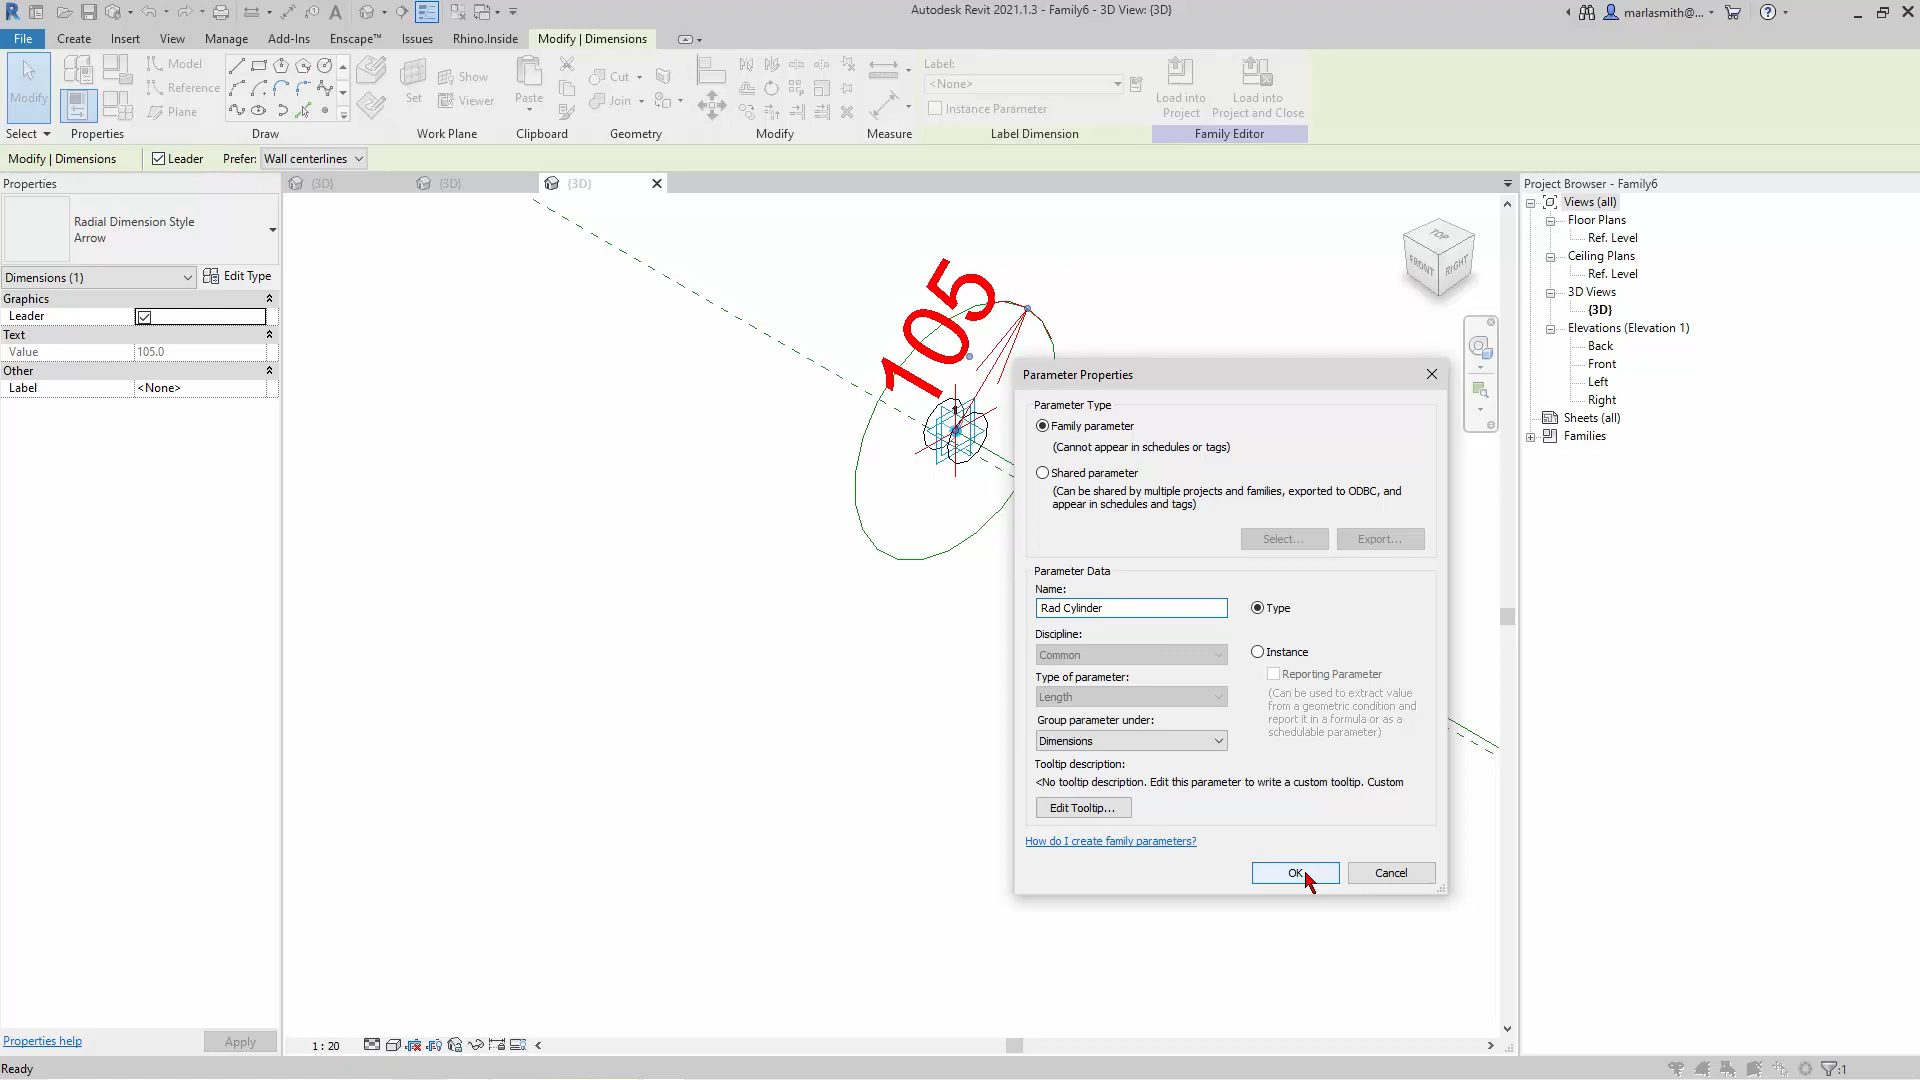 Autodesk Revit 2021.1.3 - Family6 - 3D View: {3D}
marlasmith@...
File Create Insert View Manage Add-Ins Enscape™ Issues Rhino.Inside Modify | Dimensions
Modify
Model
Reference
Plane
Set
Show
Viewer
Paste
Cut
Join
Label:
<None>
Instance Parameter
Load into Project
Load into Project and Close
Select Properties Draw Work Plane Clipboard Geometry Modify Measure Label Dimension Family Editor
Modify | Dimensions Leader Prefer: Wall centerlines
Properties
Radial Dimension Style
Arrow
Dimensions (1) Edit Type
Graphics
Leader
Text
Value 105.0
Other
Label <None>
Properties help Apply
{3D} {3D} {3D}
105
TOP
FRONT
RIGHT
Parameter Properties
Parameter Type
Family parameter
(Cannot appear in schedules or tags)
Shared parameter
(Can be shared by multiple projects and families, exported to ODBC, and
appear in schedules and tags)
Select... Export...
Parameter Data
Name:
Rad Cylinder
Type
Discipline:
Common
Instance
Type of parameter:
Length
Reporting Parameter
(Can be used to extract value
from a geometric condition and
report it in a formula or as a
schedulable parameter)
Group parameter under:
Dimensions
Tooltip description:
<No tooltip description. Edit this parameter to write a custom tooltip. Custom
Edit Tooltip...
How do I create family parameters?
OK Cancel
Project Browser - Family6
Views (all)
Floor Plans
Ref. Level
Ceiling Plans
Ref. Level
3D Views
{3D}
Elevations (Elevation 1)
Back
Front
Left
Right
Sheets (all)
Families
1 : 20
Ready
:1